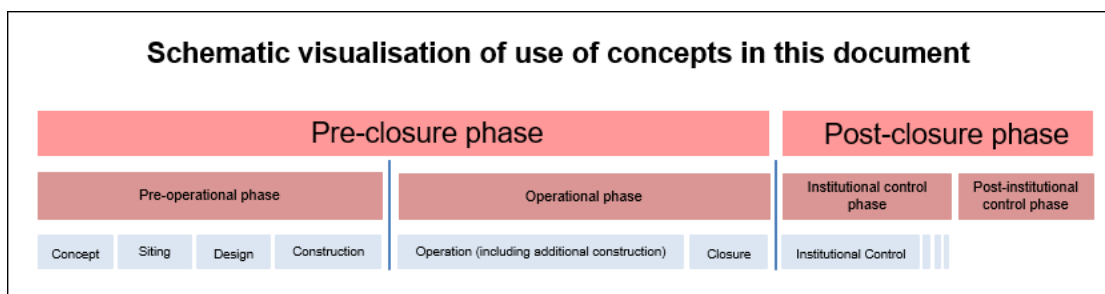 Schematic visualisation of use of concepts in this document
Pre-closure phase
Post-closure phase
Pre-operational phase
Operational phase
Institutional control
phase
Post-institutional
control phase
Concept
Siting
Design
Construction
Operation (including additional construction)
Closure
Institutional Control